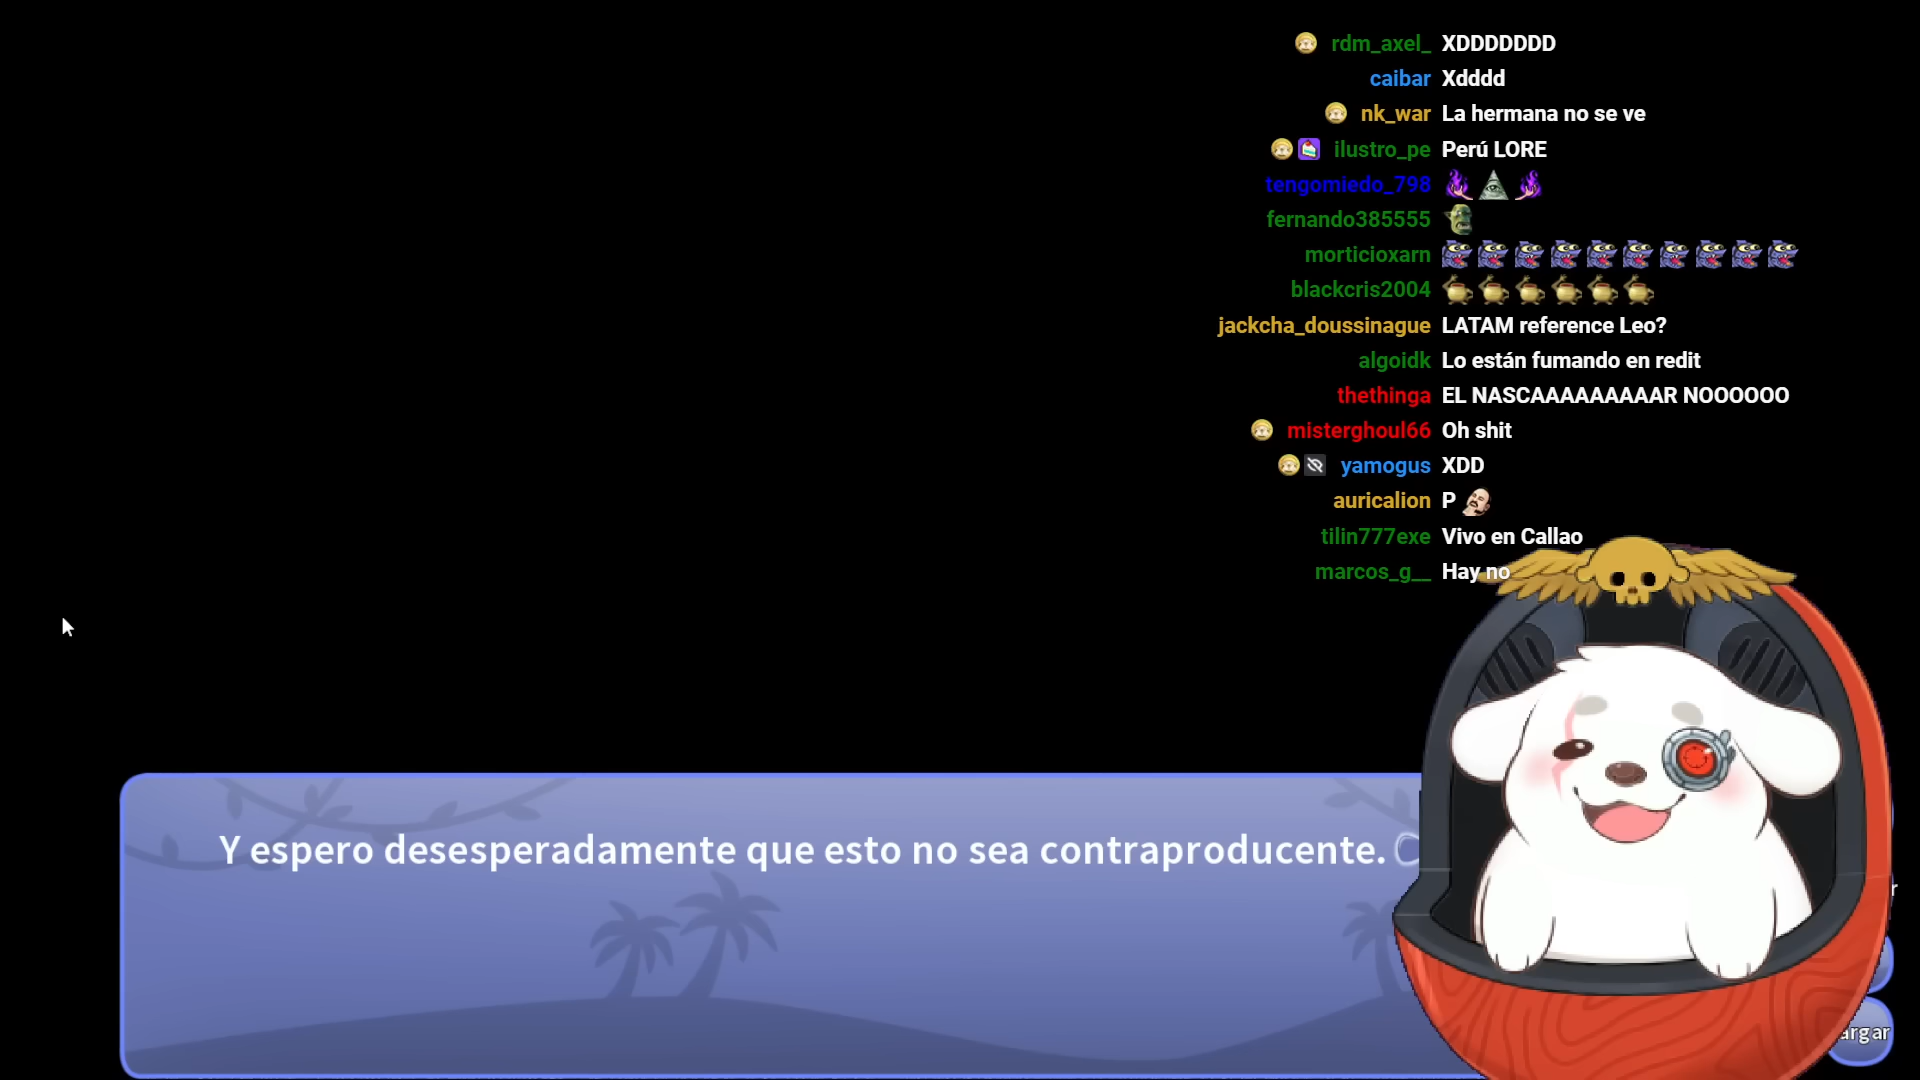 rdm_axel_ XDDDDDDD
caibar Xdddd
nk_war La hermana no se ve
ilustro_pe Perú LORE
tengomiedo_798
fernando385555
morticioxarn
blackcris2004
jackcha_doussinague LATAM reference Leo?
algoidk Lo están fumando en redit
thethinga EL NASCAAAAAAAAAR NOOOOOO
misterghoul66 Oh shit
yamogus XDD
auricalion P
tilin777exe Vivo en Callao
marcos_g__ Hay no
Y espero desesperadamente que esto no sea contraproducente.